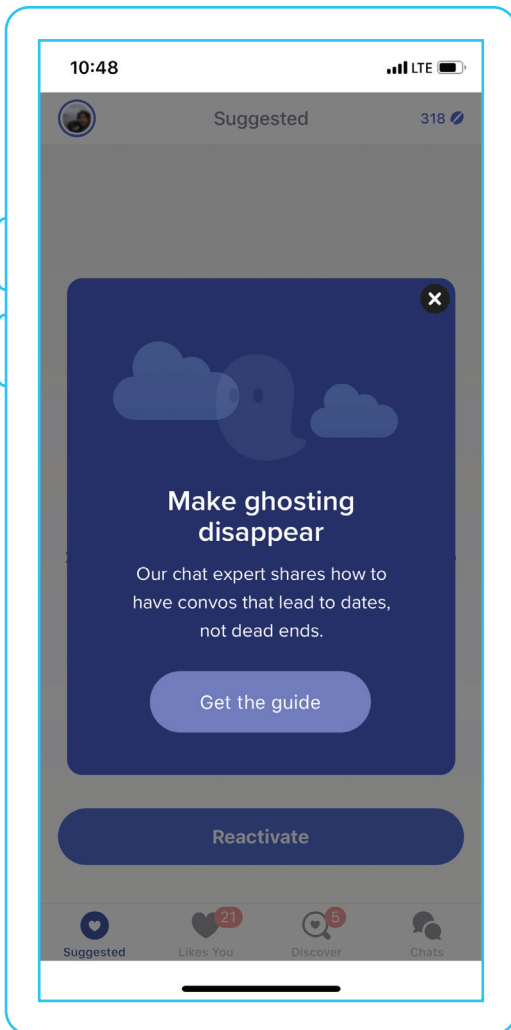 10:48 LTE
Suggested 318
Make ghosting
disappear
Our chat expert shares how to
have convos that lead to dates,
not dead ends.
Get the guide
Reactivate
21 5
Suggested Likes You Discover Chats